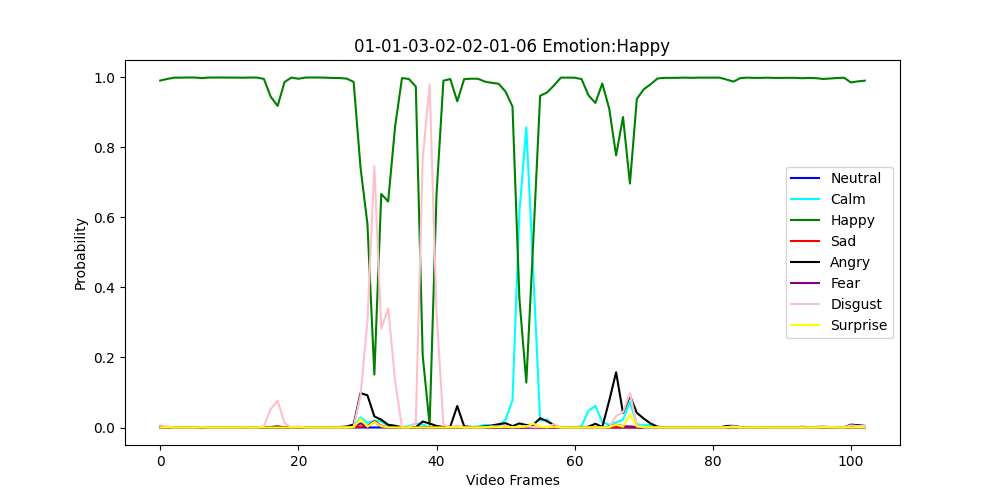 01-01-03-02-02-01-06 Emotion:Happy
1.0
0.8
0.6
0.4
0.2
0.0
Probability
0
20
40
60
80
100
Video Frames
Neutral
Calm
Happy
Sad
Angry
Fear
Disgust
Surprise